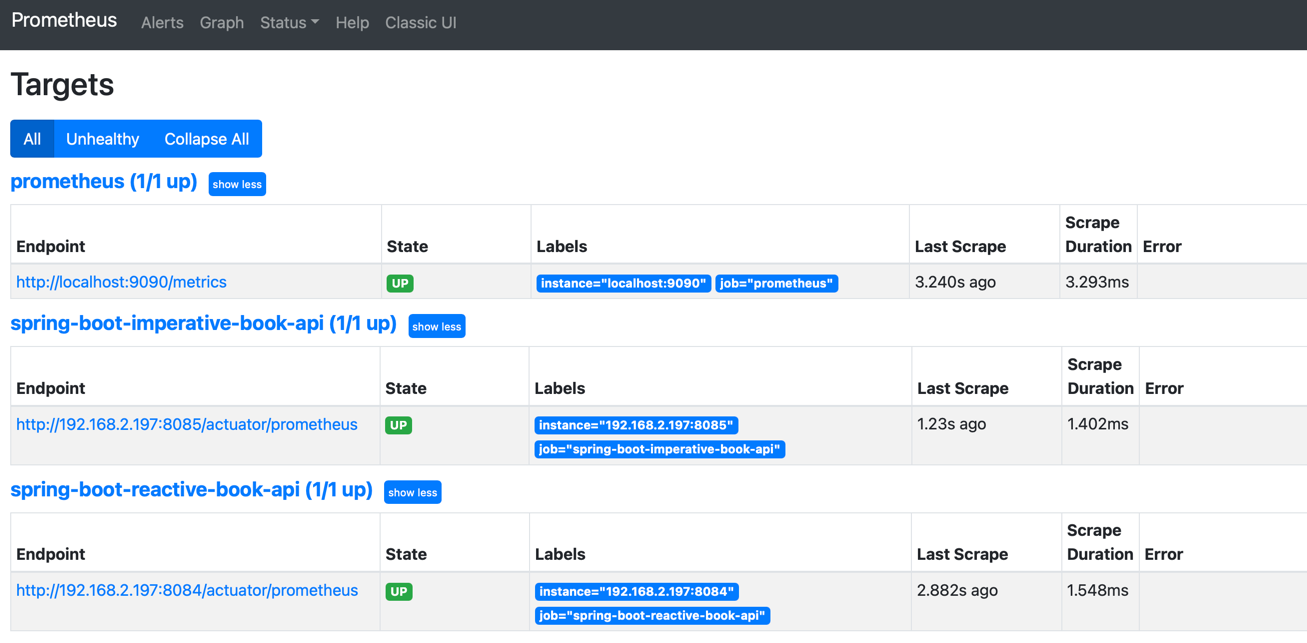 Prometheus Alerts Graph Status Help Classic UI
Targets
All Unhealthy Collapse All
prometheus (1/1 up) show less
Endpoint State Labels Last Scrape Scrape Duration Error
http://localhost:9090/metrics UP instance="localhost:9090" job="prometheus" 3.240s ago 3.293ms
spring-boot-imperative-book-api (1/1 up) show less
Endpoint State Labels Last Scrape Scrape Duration Error
http://192.168.2.197:8085/actuator/prometheus UP instance="192.168.2.197:8085" 1.23s ago 1.402ms
job="spring-boot-imperative-book-api"
spring-boot-reactive-book-api (1/1 up) show less
Endpoint State Labels Last Scrape Scrape Duration Error
http://192.168.2.197:8084/actuator/prometheus UP instance="192.168.2.197:8084" 2.882s ago 1.548ms
job="spring-boot-reactive-book-api"